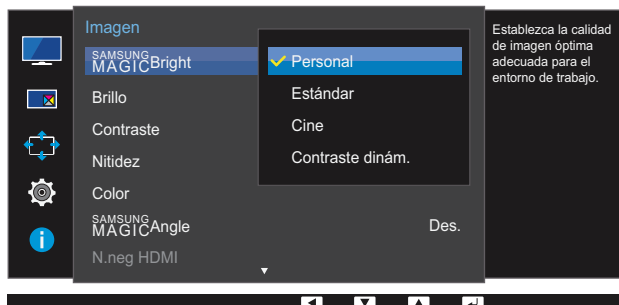 Imagen
SAMSUNG
MAGICBright
Personal
Estándar
Cine
Contraste dinám.
Brillo
Contraste
Nitidez
Color
SAMSUNG
MAGICAngle Des.
N.neg HDMI
Establezca la calidad
de imagen óptima
adecuada para el
entorno de trabajo.